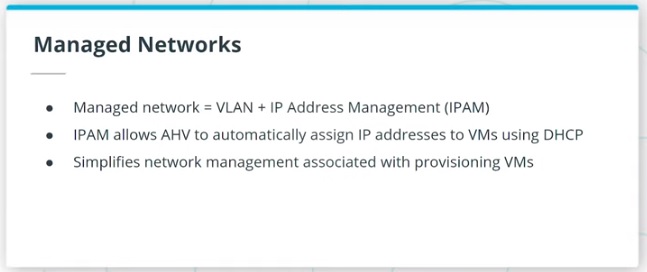 Managed Networks
● Managed network = VLAN + IP Address Management (IPAM)
● IPAM allows AHV to automatically assign IP addresses to VMs using DHCP
● Simplifies network management associated with provisioning VMs